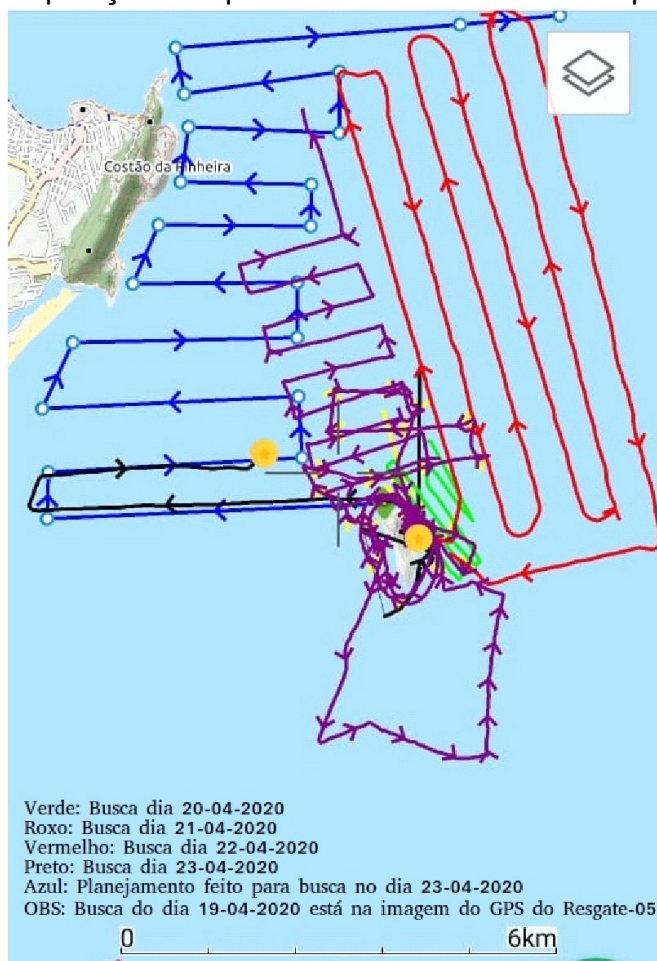 Costão da Pinheira
Verde: Busca dia 20-04-2020
Roxo: Busca dia 21-04-2020
Vermelho: Busca dia 22-04-2020
Preto: Busca dia 23-04-2020
Azul: Planejamento feito para busca no dia 23-04-2020
OBS: Busca do dia 19-04-2020 está na imagem do GPS do Resgate-05
0 6km